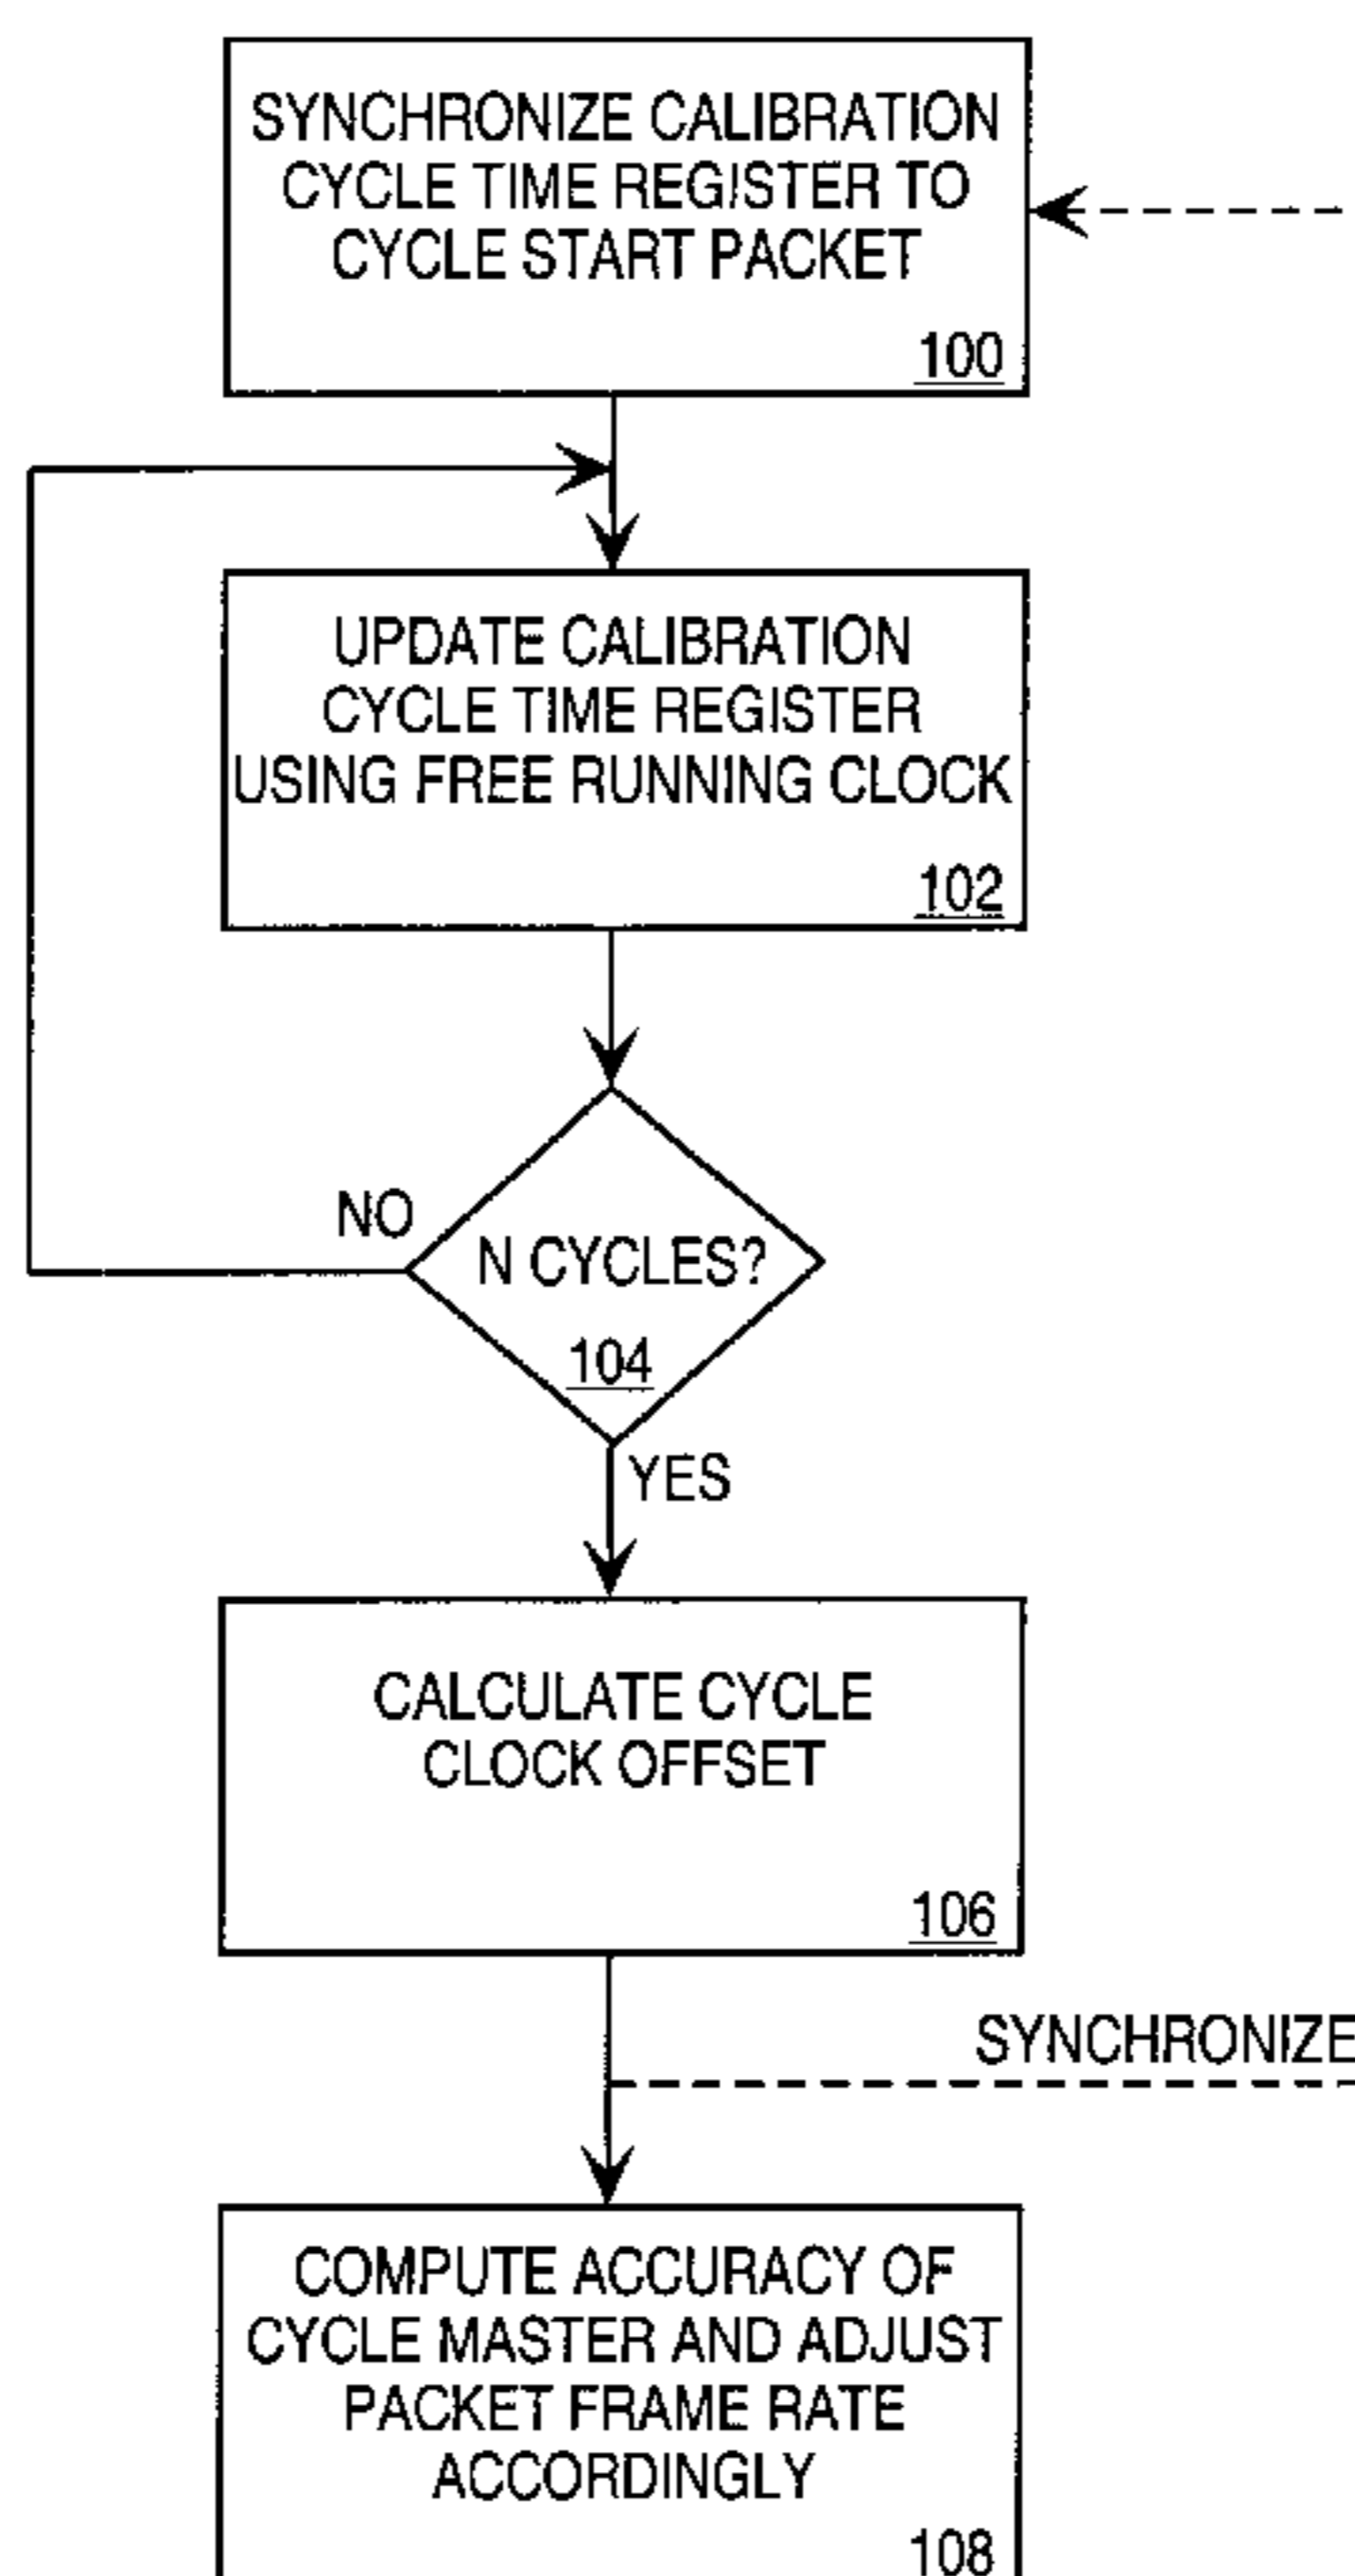 SYNCHRONIZE CALIBRATION
CYCLE TIME REGISTER TO
CYCLE START PACKET
100
UPDATE CALIBRATION
CYCLE TIME REGISTER
USING FREE RUNNING CLOCK
102
NO
N CYCLES?
104
YES
CALCULATE CYCLE
CLOCK OFFSET
106
SYNCHRONIZE
COMPUTE ACCURACY OF
CYCLE MASTER AND ADJUST
PACKET FRAME RATE
ACCORDINGLY
108